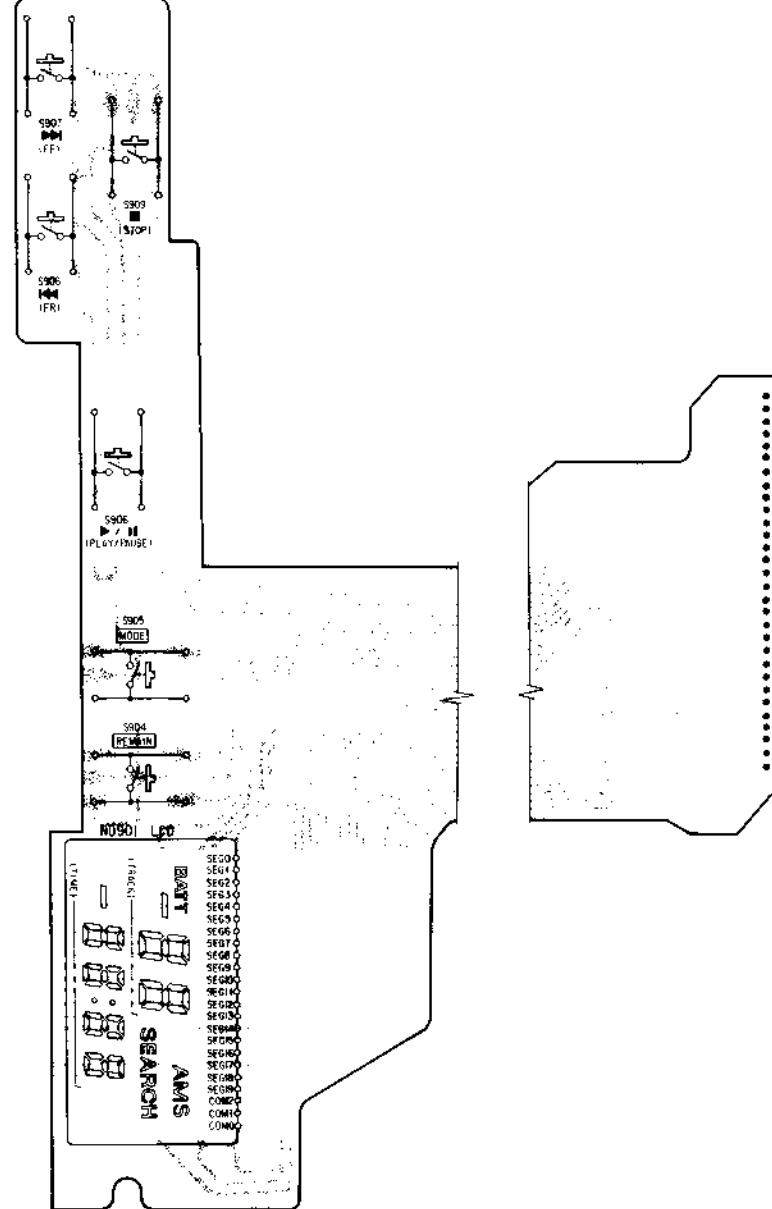 S907
(FF)
S909
(STOP)
S906
(FR)
S906
(PLAY/PAUSE)
S905
MODE
S904
REMAIN
ND901 LCD
(TIME)
(TRACK)
BATT
AMS
SEARCH
SEG0
SEG1
SEG2
SEG3
SEG4
SEG5
SEG6
SEG7
SEG8
SEG9
SEG10
SEG11
SEG12
SEG13
SEG14
SEG15
SEG16
SEG17
SEG18
SEG19
COM2
COM1
COM0